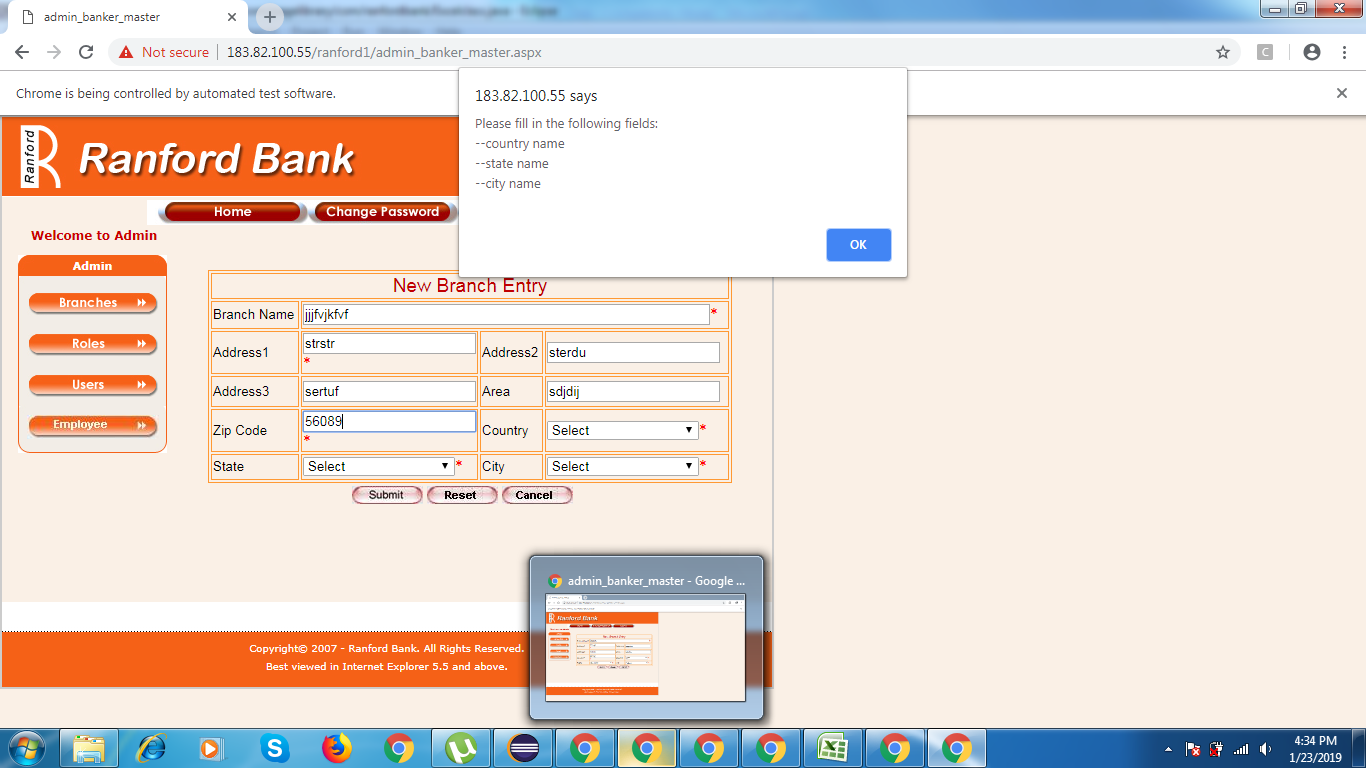 admin_banker_master
Not secure 183.82.100.55/ranford1/admin_banker_master.aspx
C
Chrome is being controlled by automated test software.
183.82.100.55 says
Please fill in the following fields:
--country name
--state name
--city name
OK
Ranford
Ranford Bank
Home Change Password
Welcome to Admin
Admin
Branches
Roles
Users
Employee
New Branch Entry
Branch Name jjjfvjkfvf *
Address1 strstr * Address2 sterdu
Address3 sertuf Area sdjdij
Zip Code 56089 * Country Select *
State Select * City Select *
Submit Reset Cancel
admin_banker_master - Google ...
Ranford Bank
Copyright© 2007 - Ranford Bank. All Rights Reserved.
Best viewed in Internet Explorer 5.5 and above.
4:34 PM
1/23/2019